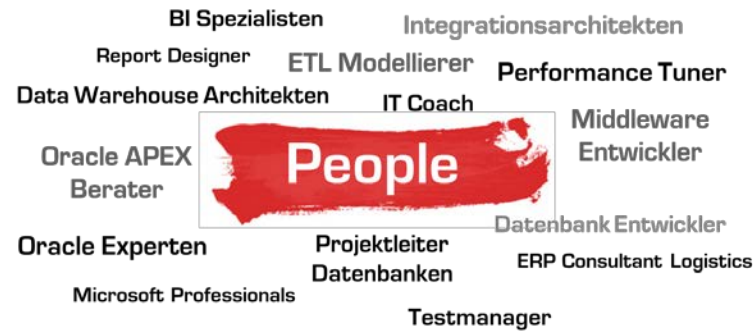 BI Spezialisten
Integrationsarchitekten
Report Designer
ETL Modellierer
Performance Tuner
Data Warehouse Architekten
IT Coach
Middleware
Entwickler
Oracle APEX
Berater
People
Datenbank Entwickler
Oracle Experten
Projektleiter
Datenbanken
ERP Consultant Logistics
Microsoft Professionals
Testmanager